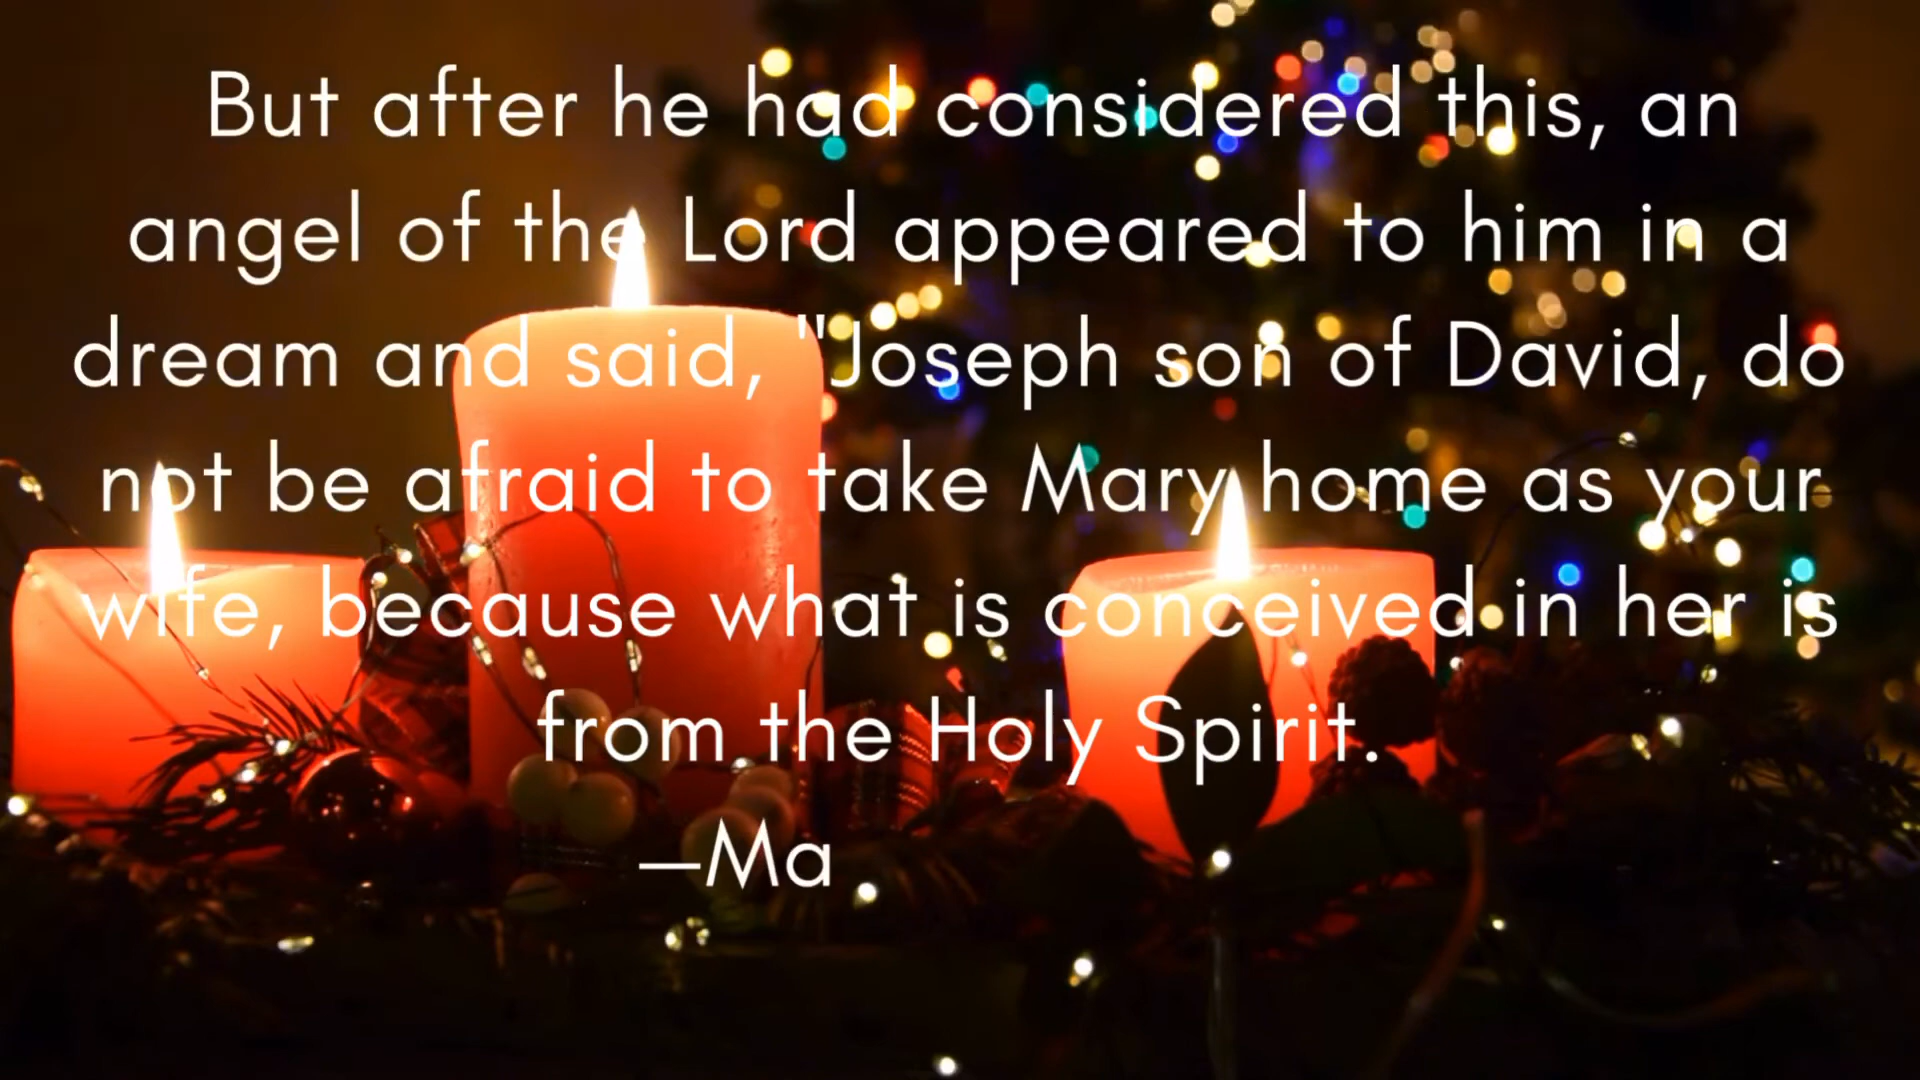 But after he had considered this, an
angel of the Lord appeared to him in a
dream and said, "Joseph son of David, do
not be afraid to take Mary home as your
wife, because what is conceived in her is
from the Holy Spirit.
—Ma